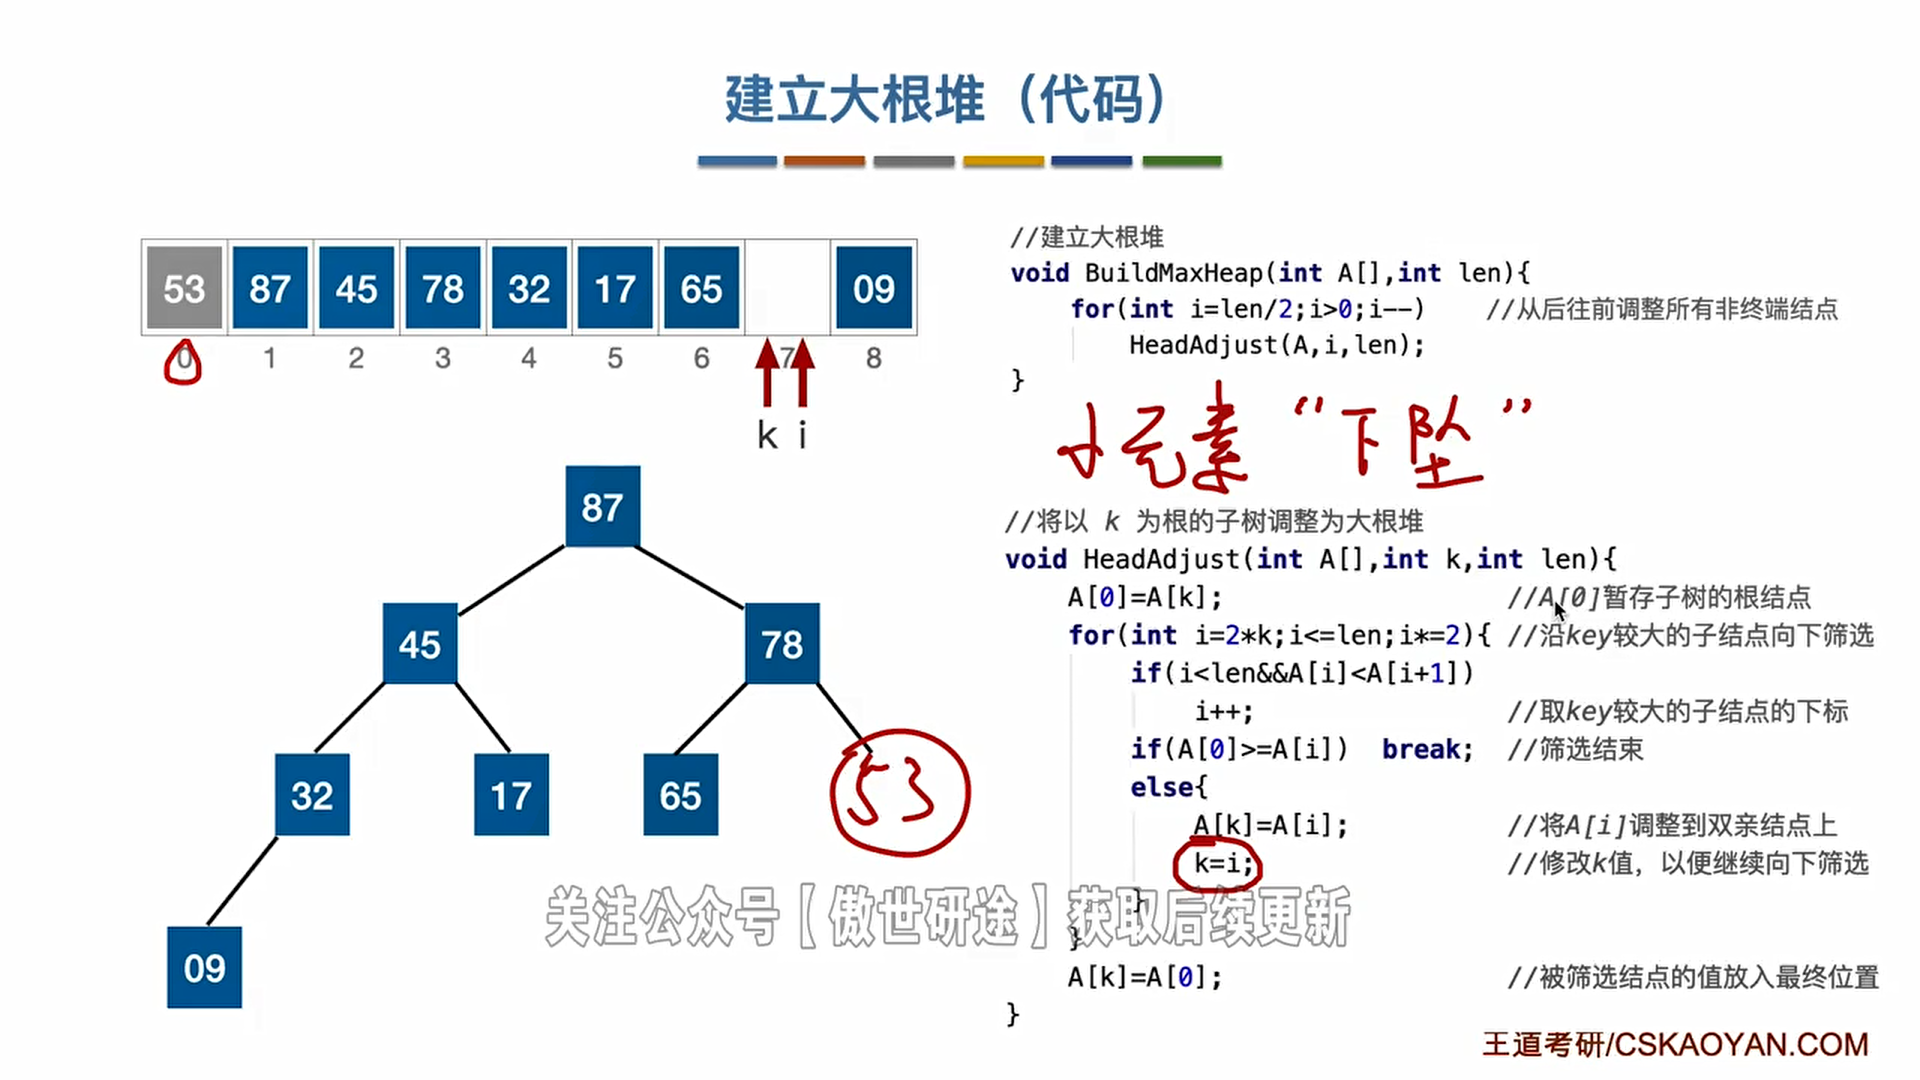 建立大根堆（代码）
53 87 45 78 32 17 65 09
0 1 2 3 4 5 6 7 8
k i
87
45 78
32 17 65 53
09
//建立大根堆
void BuildMaxHeap(int A[],int len){
for(int i=len/2;i>0;i--) //从后往前调整所有非终端结点
HeadAdjust(A,i,len);
}
小元素“下坠”
//将以 k 为根的子树调整为大根堆
void HeadAdjust(int A[],int k,int len){
A[0]=A[k]; //A[0]暂存子树的根结点
for(int i=2*k;i<=len;i*=2){ //沿key较大的子结点向下筛选
if(i<len&&A[i]<A[i+1])
i++; //取key较大的子结点的下标
if(A[0]>=A[i]) break; //筛选结束
else{
A[k]=A[i]; //将A[i]调整到双亲结点上
k=i; //修改k值，以便继续向下筛选
}
}
A[k]=A[0]; //被筛选结点的值放入最终位置
}
关注公众号【傲世研途】获取后续更新
王道考研/CSKAOYAN.COM